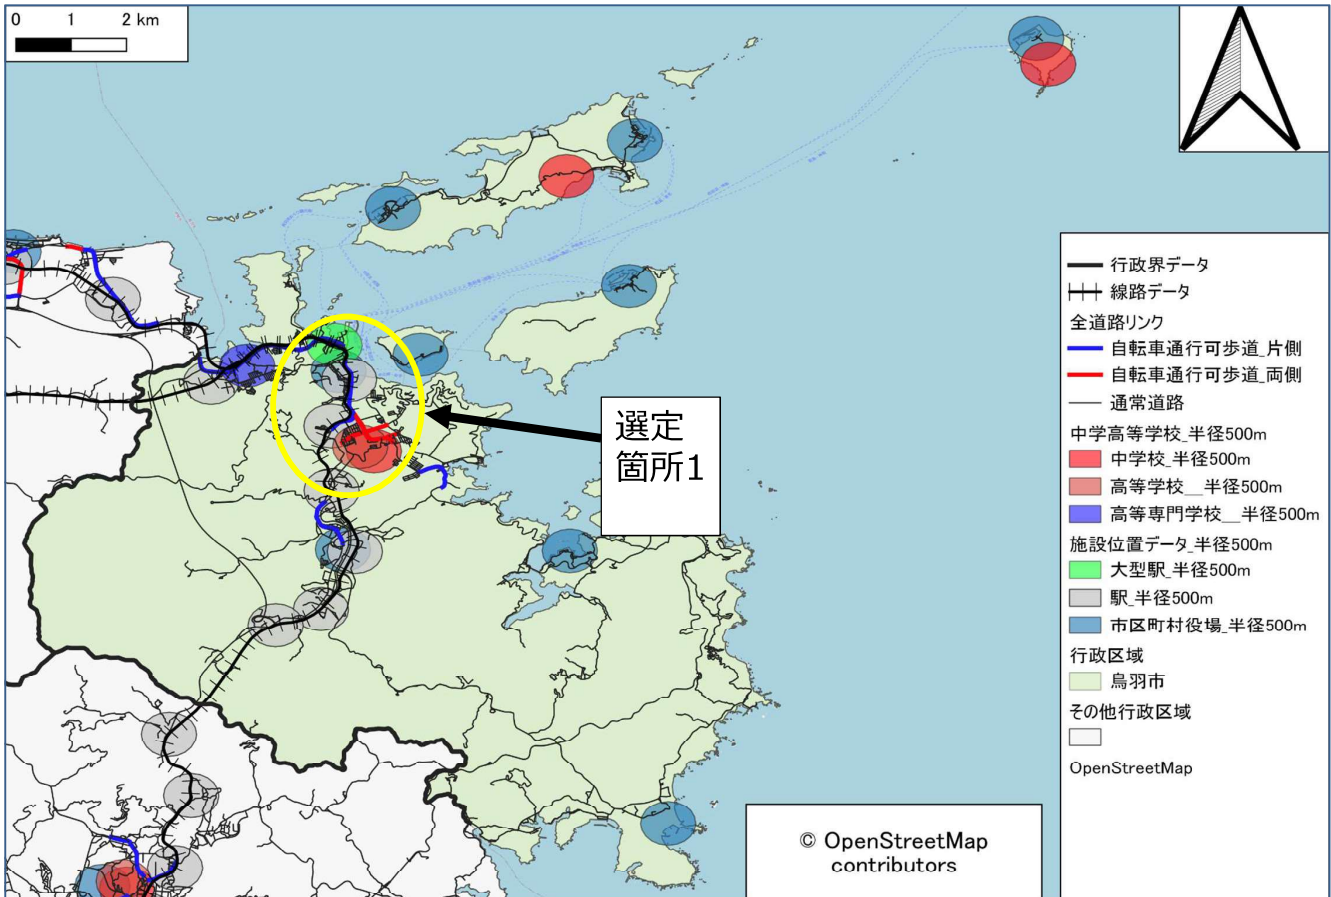 0 1 2 km
選定
箇所1
行政界データ
線路データ
全道路リンク
自転車通行可歩道_片側
自転車通行可歩道_両側
通常道路
中学高等学校_半径500m
中学校_半径500m
高等学校__半径500m
高等専門学校__半径500m
施設位置データ_半径500m
大型駅_半径500m
駅_半径500m
市区町村役場_半径500m
行政区域
鳥羽市
その他行政区域
OpenStreetMap
© OpenStreetMap
contributors